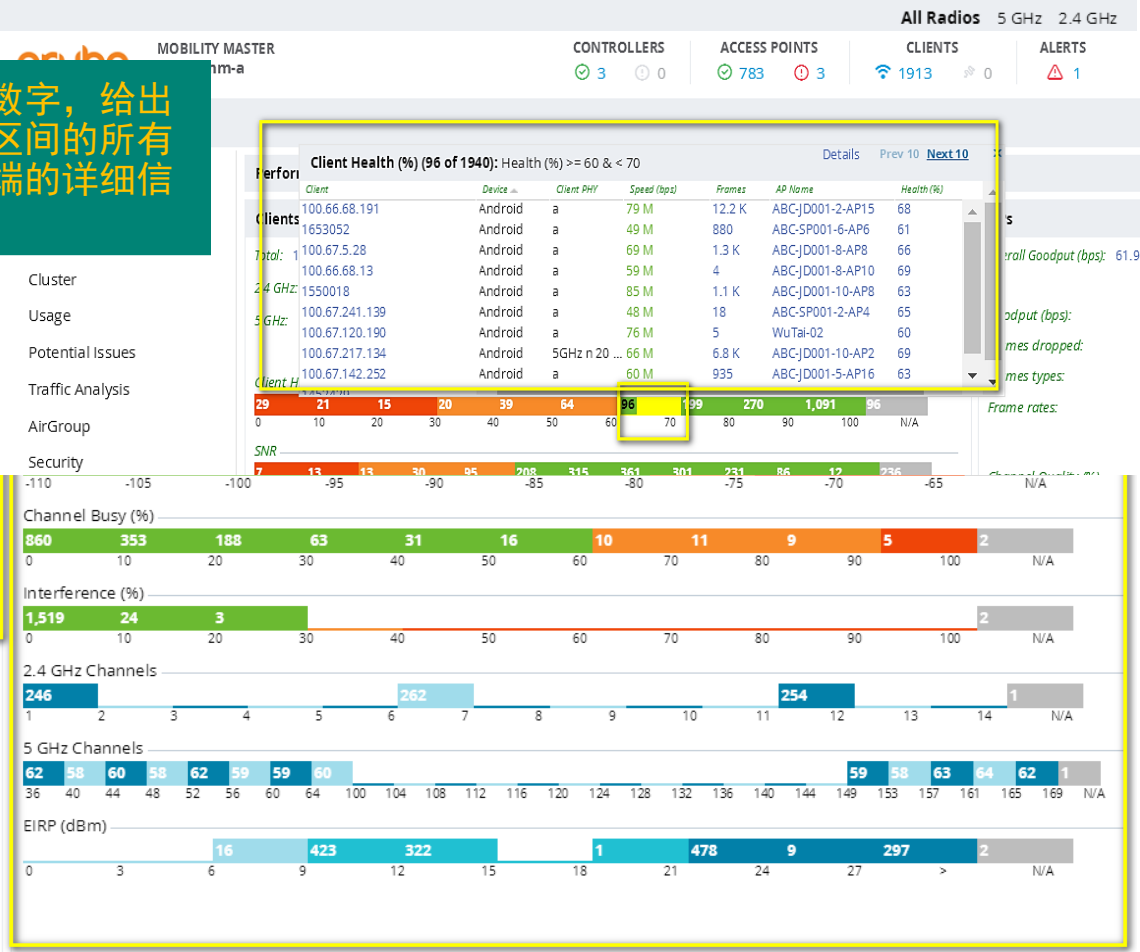 All Radios 5 GHz 2.4 GHz
MOBILITY MASTER
CONTROLLERS ACCESS POINTS CLIENTS ALERTS
3 0 783 3 1913 0 1
数字，给出
区间的所有
端的详细信
Client Health (%) (96 of 1940): Health (%) >= 60 & < 70 Details Prev 10 Next 10
Client Device Client PHY Speed (bps) Frames AP Name Health (%)
100.66.68.191 Android a 79 M 12.2 K ABC-JD001-2-AP15 68
1653052 Android a 49 M 880 ABC-SP001-6-AP6 61
100.67.5.28 Android a 69 M 1.3 K ABC-JD001-8-AP8 66
100.66.68.13 Android a 59 M 4 ABC-JD001-8-AP10 69
1550018 Android a 85 M 1.1 K ABC-JD001-10-AP8 63
100.67.241.139 Android a 48 M 18 ABC-SP001-2-AP4 65
100.67.120.190 Android a 76 M 5 WuTai-02 60
100.67.217.134 Android 5GHz n 20 ... 66 M 6.8 K ABC-JD001-10-AP2 69
100.67.142.252 Android a 60 M 935 ABC-JD001-5-AP16 63
Clients
Total: 1
2.4 GHz:
5 GHz:
Client H
Goodput (bps): 61.9
dput (bps):
mes dropped:
mes types:
Frame rates:
Cluster
Usage
Potential Issues
Traffic Analysis
AirGroup
Security
29 21 15 20 39 64 96 199 270 1,091 96
0 10 20 30 40 50 60 70 80 90 100 N/A
SNR
7 13 13 30 95 208 315 361 301 231 86 12 236
-110 -105 -100 -95 -90 -85 -80 -75 -70 -65 N/A
Channel Busy (%)
860 353 188 63 31 16 10 11 9 5 2
0 10 20 30 40 50 60 70 80 90 100 N/A
Interference (%)
1,519 24 3 2
0 10 20 30 40 50 60 70 80 90 100 N/A
2.4 GHz Channels
246 262 254 1
1 2 3 4 5 6 7 8 9 10 11 12 13 14 N/A
5 GHz Channels
62 58 60 58 62 59 59 60 59 58 63 64 62 1
36 40 44 48 52 56 60 64 100 104 108 112 116 120 124 128 132 136 140 144 149 153 157 161 165 169 N/A
EIRP (dBm)
16 423 322 1 478 9 297 2
0 3 6 9 12 15 18 21 24 27 > N/A